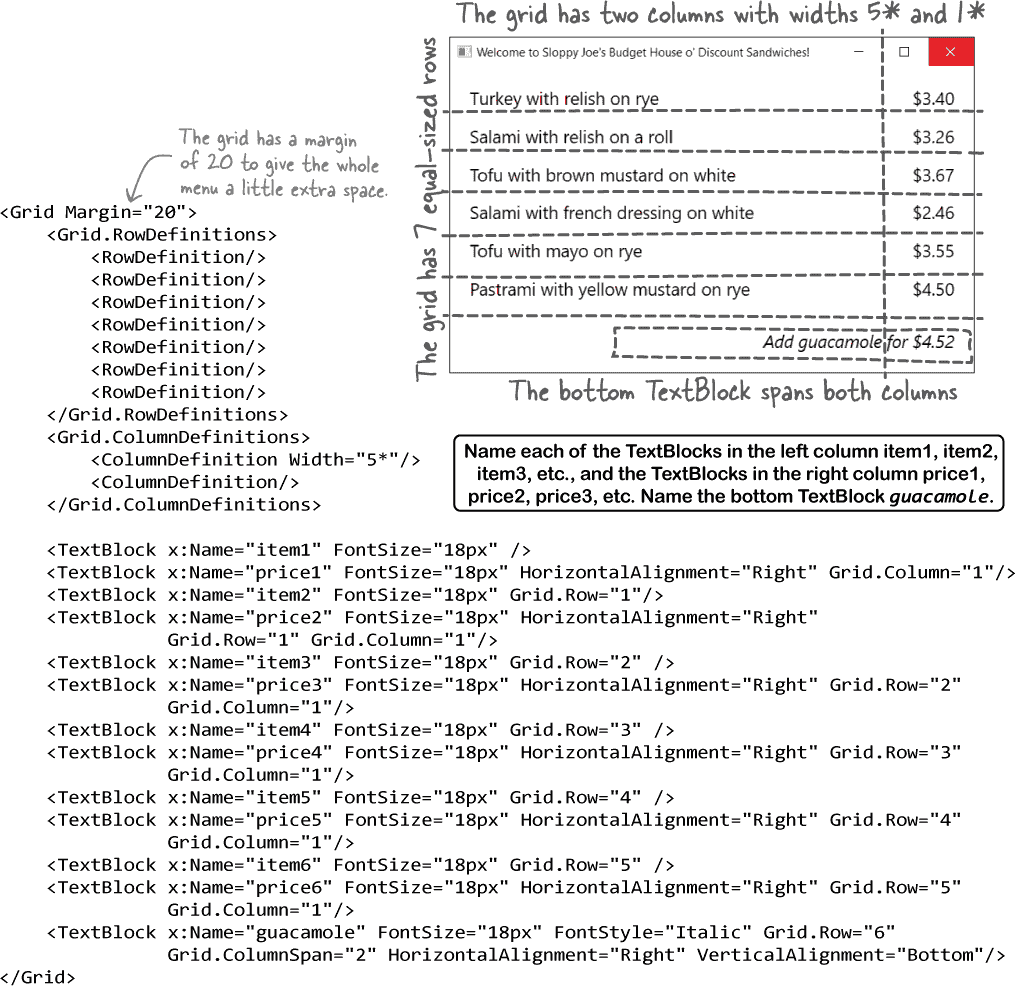 The grid has two columns with widths 5* and 1*
Welcome to Sloppy Joe's Budget House o' Discount Sandwiches!
The grid has 7 equal-sized rows
Turkey with relish on rye $3.40
Salami with relish on a roll $3.26
Tofu with brown mustard on white $3.67
Salami with french dressing on white $2.46
Tofu with mayo on rye $3.55
Pastrami with yellow mustard on rye $4.50
Add guacamole for $4.52
The bottom TextBlock spans both columns
The grid has a margin
of 20 to give the whole
menu a little extra space.
Name each of the TextBlocks in the left column item1, item2,
item3, etc., and the TextBlocks in the right column price1,
price2, price3, etc. Name the bottom TextBlock guacamole.
<Grid Margin="20">
<Grid.RowDefinitions>
<RowDefinition/>
<RowDefinition/>
<RowDefinition/>
<RowDefinition/>
<RowDefinition/>
<RowDefinition/>
<RowDefinition/>
</Grid.RowDefinitions>
<Grid.ColumnDefinitions>
<ColumnDefinition Width="5*"/>
<ColumnDefinition/>
</Grid.ColumnDefinitions>
<TextBlock x:Name="item1" FontSize="18px" />
<TextBlock x:Name="price1" FontSize="18px" HorizontalAlignment="Right" Grid.Column="1"/>
<TextBlock x:Name="item2" FontSize="18px" Grid.Row="1"/>
<TextBlock x:Name="price2" FontSize="18px" HorizontalAlignment="Right"
Grid.Row="1" Grid.Column="1"/>
<TextBlock x:Name="item3" FontSize="18px" Grid.Row="2" />
<TextBlock x:Name="price3" FontSize="18px" HorizontalAlignment="Right" Grid.Row="2"
Grid.Column="1"/>
<TextBlock x:Name="item4" FontSize="18px" Grid.Row="3" />
<TextBlock x:Name="price4" FontSize="18px" HorizontalAlignment="Right" Grid.Row="3"
Grid.Column="1"/>
<TextBlock x:Name="item5" FontSize="18px" Grid.Row="4" />
<TextBlock x:Name="price5" FontSize="18px" HorizontalAlignment="Right" Grid.Row="4"
Grid.Column="1"/>
<TextBlock x:Name="item6" FontSize="18px" Grid.Row="5" />
<TextBlock x:Name="price6" FontSize="18px" HorizontalAlignment="Right" Grid.Row="5"
Grid.Column="1"/>
<TextBlock x:Name="guacamole" FontSize="18px" FontStyle="Italic" Grid.Row="6"
Grid.ColumnSpan="2" HorizontalAlignment="Right" VerticalAlignment="Bottom"/>
</Grid>